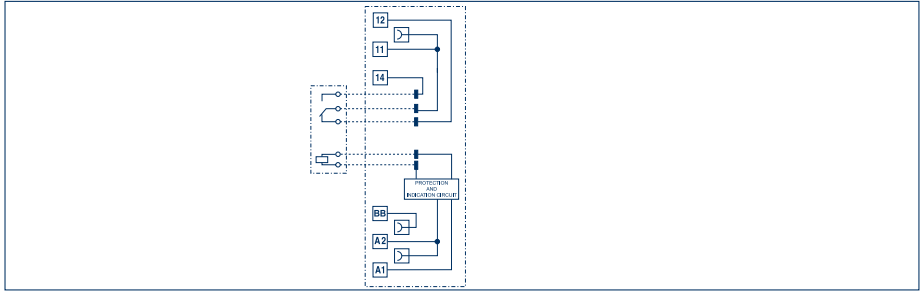 12
11
14
PROTECTION
AND
INDICATION CIRCUIT
BB
A2
A1